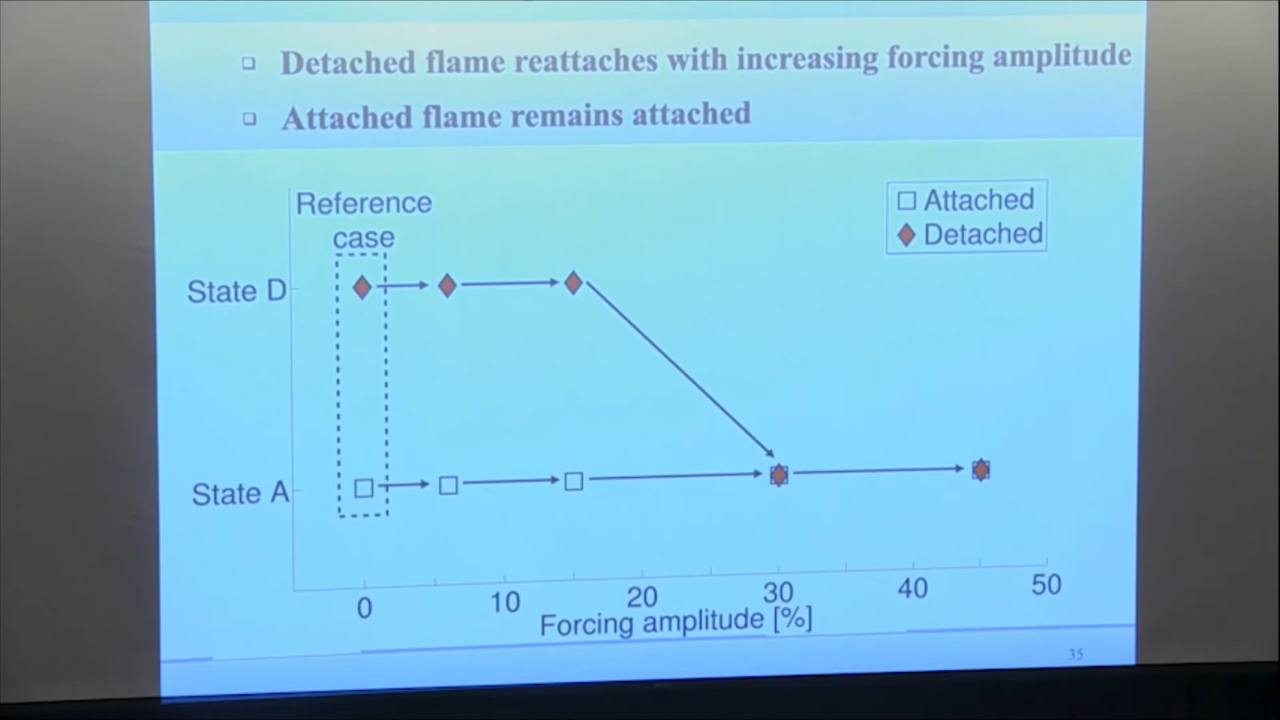 Detached flame reattaches with increasing forcing amplitude
Attached flame remains attached
Reference
case
Attached
Detached
State D
State A
0
10
20
30
40
50
Forcing amplitude [%]
35